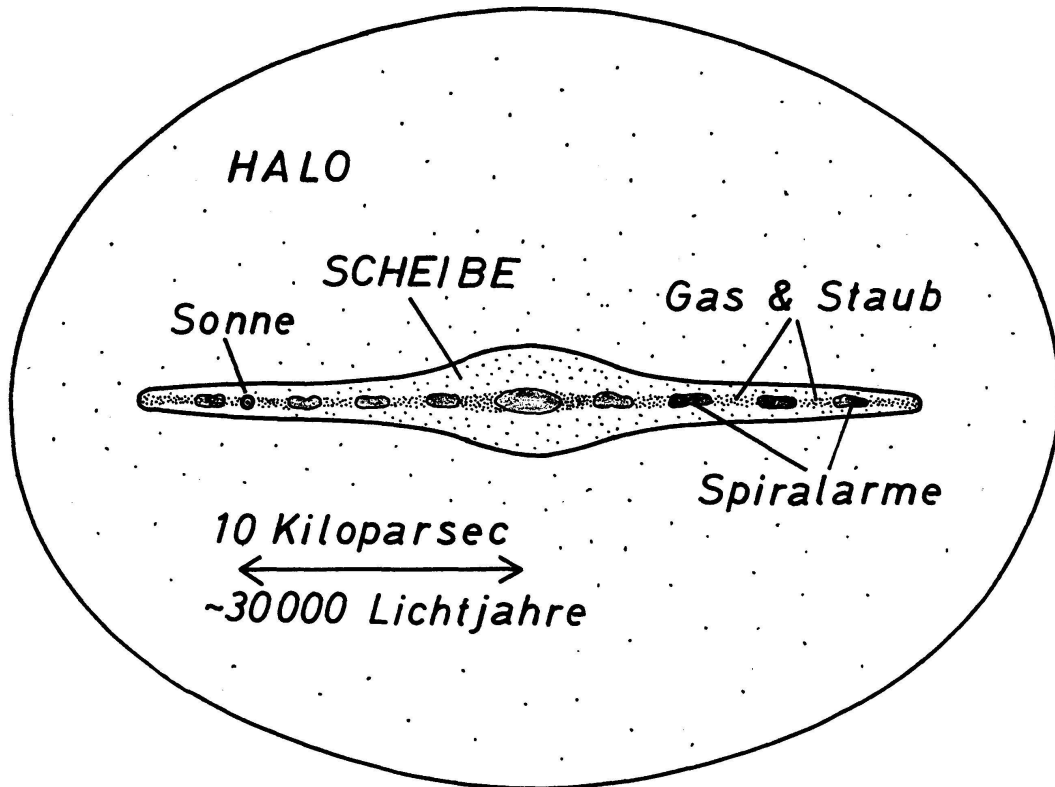 HALO
SCHEIBE
Sonne
Gas & Staub
Spiralarme
10 Kiloparsec
~30000 Lichtjahre